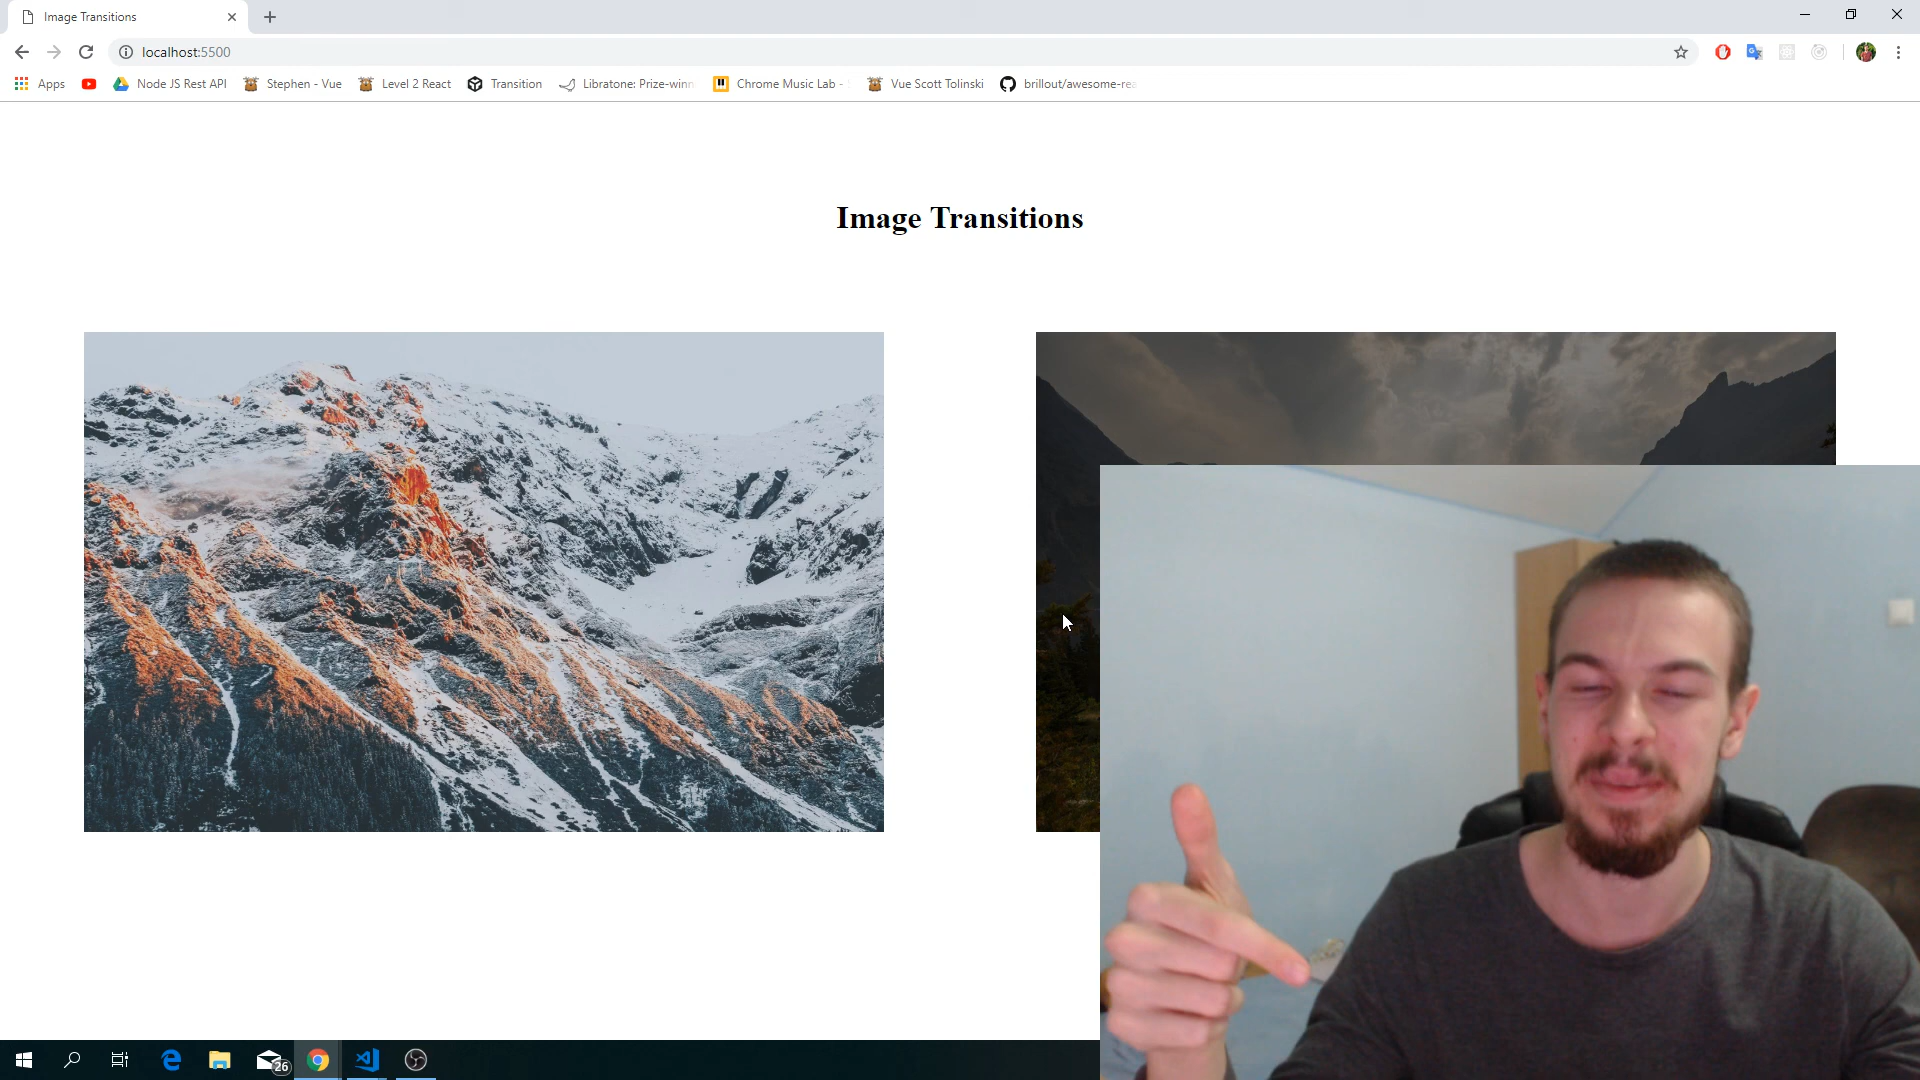 Image Transitions
localhost:5500
Apps Node JS Rest API Stephen - Vue Level 2 React Transition Libratone: Prize-winn Chrome Music Lab - Vue Scott Tolinski brillout/awesome-rea
Image Transitions
26